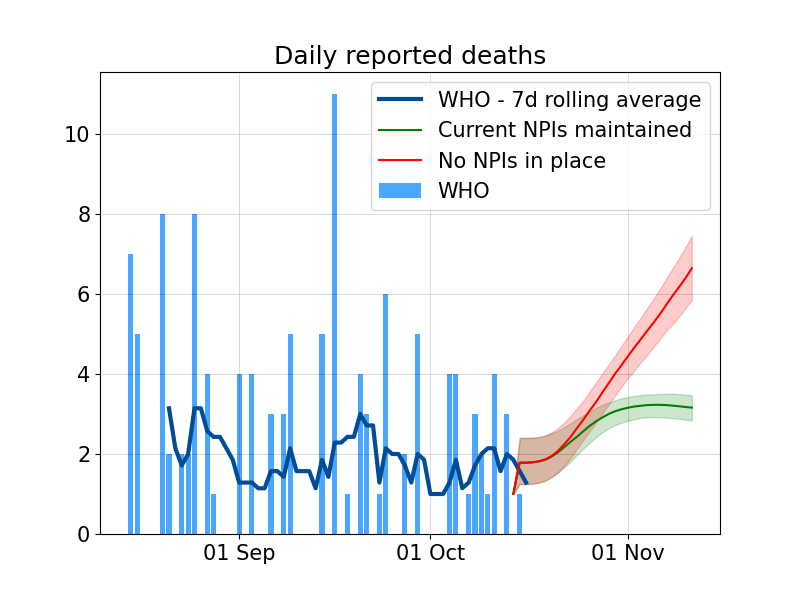 Daily reported deaths
WHO - 7d rolling average
Current NPIs maintained
No NPIs in place
WHO
10
8
6
4
2
0
01 Sep
01 Oct
01 Nov